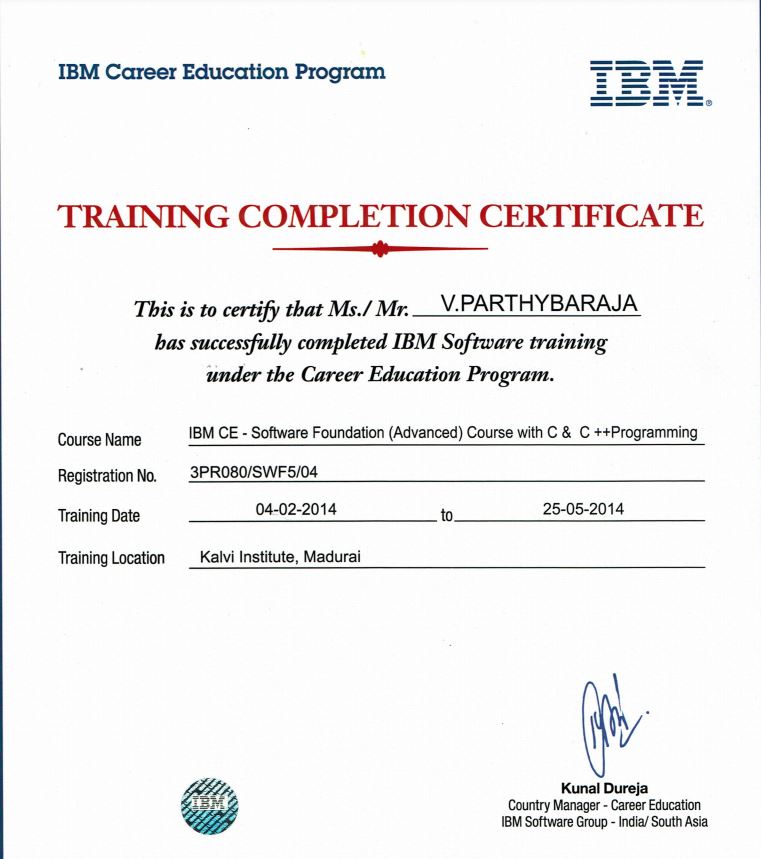 IBM Career Education Program
IBM®
TRAINING COMPLETION CERTIFICATE
This is to certify that Ms./ Mr. V.PARTHYBARAJA
has successfully completed IBM Software training
under the Career Education Program.
Course Name IBM CE - Software Foundation (Advanced) Course with C & C ++Programming
Registration No. 3PR080/SWF5/04
Training Date 04-02-2014 to 25-05-2014
Training Location Kalvi Institute, Madurai
IBM
Kunal Dureja
Country Manager - Career Education
IBM Software Group - India/ South Asia